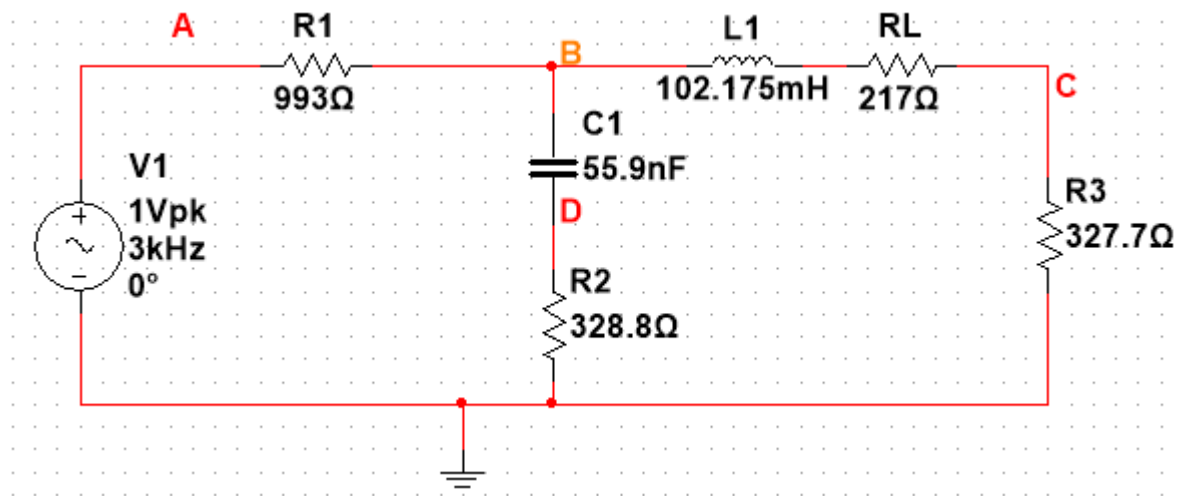 A
R1
993Ω
B
L1
102.175mH
RL
217Ω
C
C1
55.9nF
V1
1Vpk
3kHz
0°
D
R3
327.7Ω
R2
328.8Ω